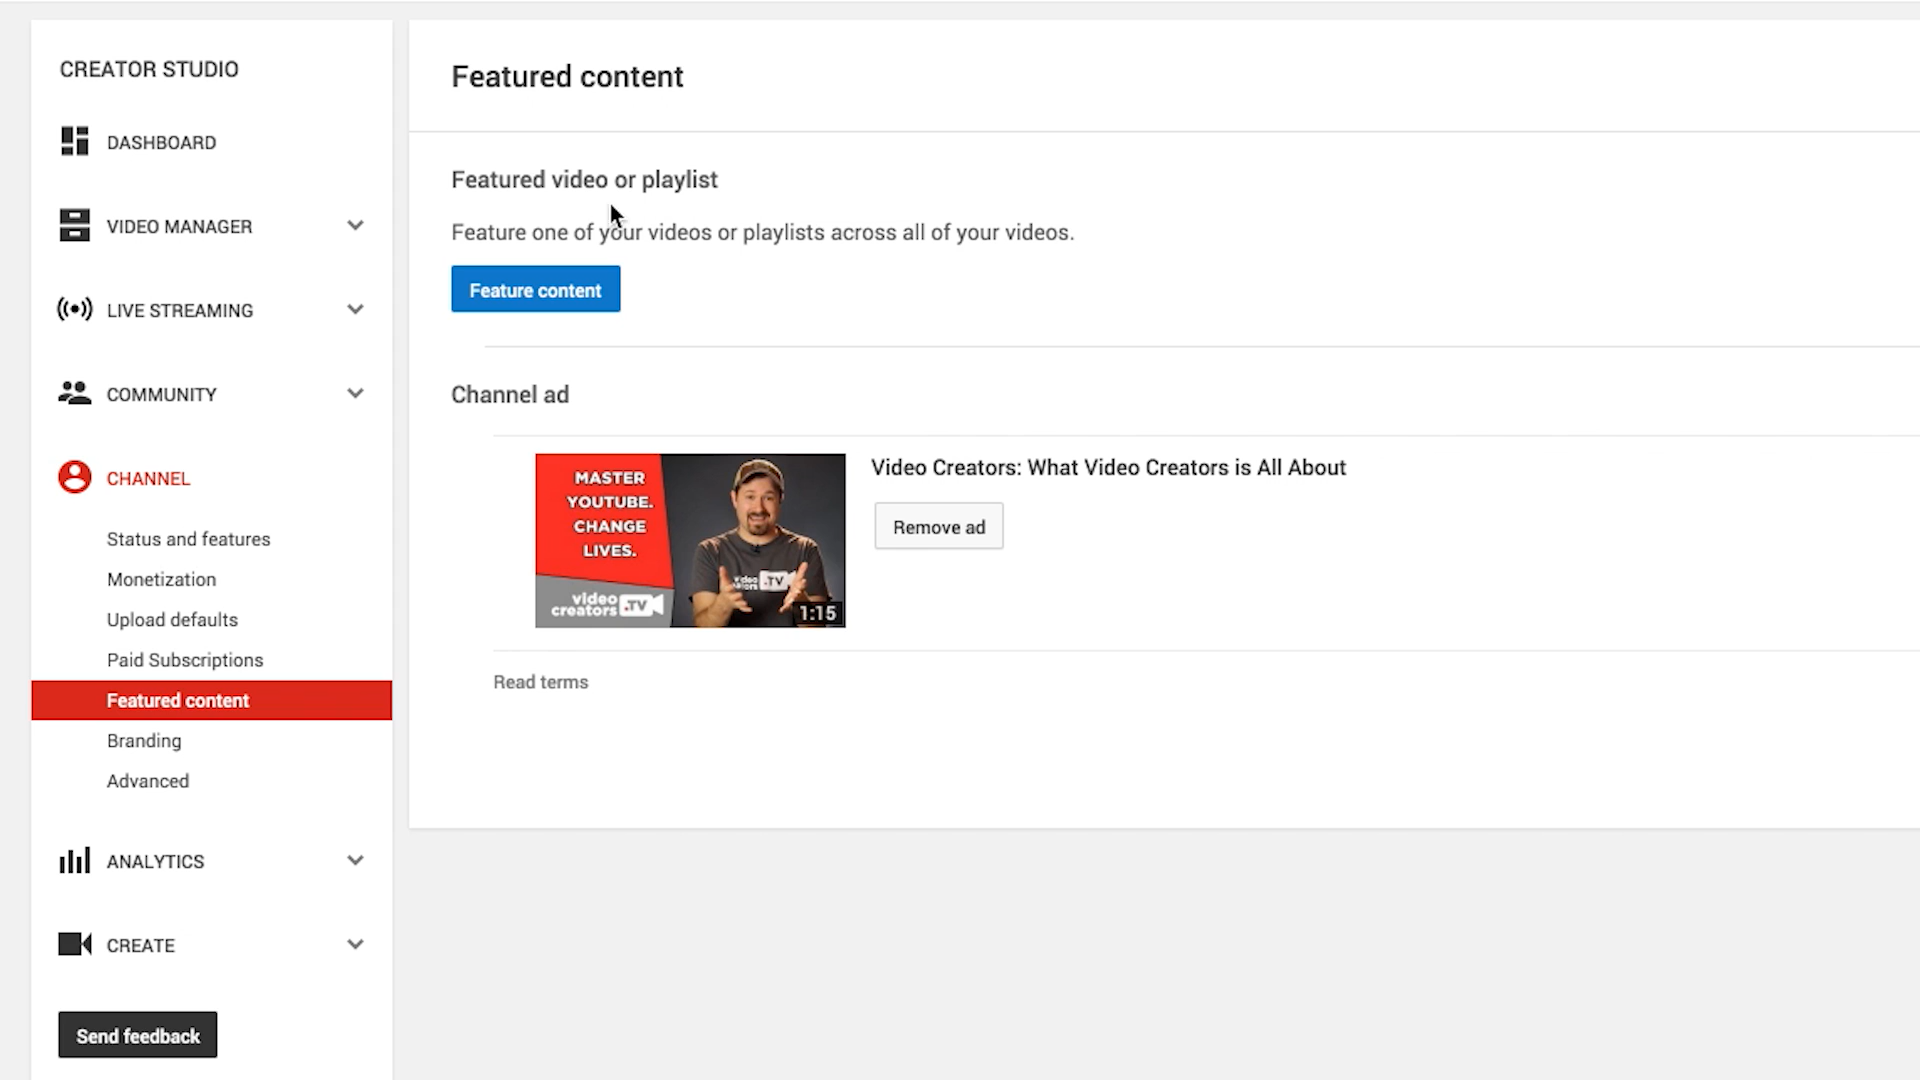 CREATOR STUDIO
DASHBOARD
VIDEO MANAGER
LIVE STREAMING
COMMUNITY
CHANNEL
Status and features
Monetization
Upload defaults
Paid Subscriptions
Featured content
Branding
Advanced
ANALYTICS
CREATE
Send feedback
Featured content
Featured video or playlist
Feature one of your videos or playlists across all of your videos.
Feature content
Channel ad
MASTER
YOUTUBE.
CHANGE
LIVES.
video
creators .TV
video
.TV
1:15
Video Creators: What Video Creators is All About
Remove ad
Read terms